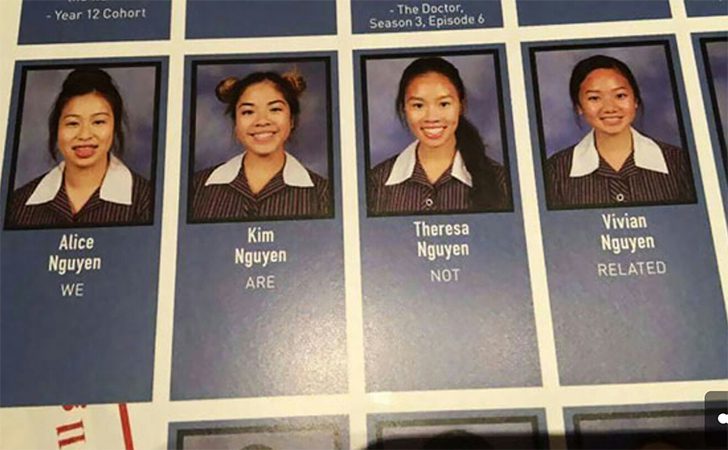 - Year 12 Cohort
- The Doctor,
Season 3, Episode 6
Alice
Nguyen
WE
Kim
Nguyen
ARE
Theresa
Nguyen
NOT
Vivian
Nguyen
RELATED